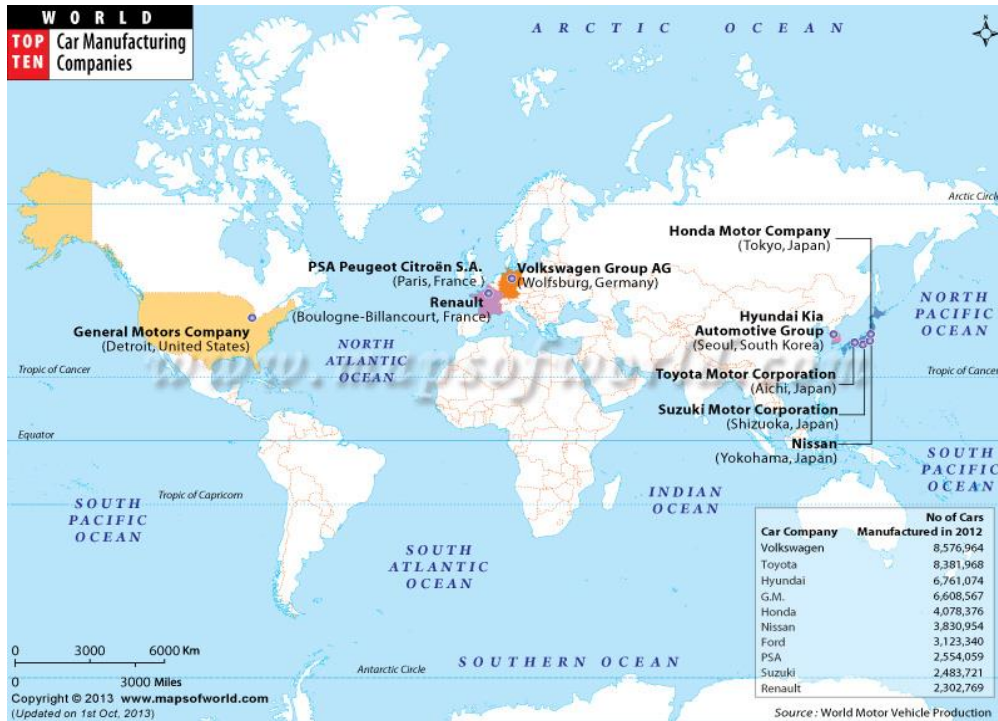 WORLD
TOP TEN
Car Manufacturing
Companies
ARCTIC OCEAN
N
Arctic Circle
Honda Motor Company
(Tokyo, Japan)
PSA Peugeot Citroën S.A.
(Paris, France )
Volkswagen Group AG
(Wolfsburg, Germany)
Renault
(Boulogne-Billancourt, France)
General Motors Company
(Detroit, United States)
Hyundai Kia
Automotive Group
(Seoul, South Korea)
NORTH
PACIFIC
OCEAN
NORTH
ATLANTIC
OCEAN
www.mapsofworld.com
Tropic of Cancer
Tropic of Cancer
Toyota Motor Corporation
(Aichi, Japan)
Suzuki Motor Corporation
(Shizuoka, Japan)
Nissan
(Yokohama, Japan)
Equator
SOUTH
PACIFIC
OCEAN
Tropic of Capricorn
SOUTH
PACIFIC
OCEAN
INDIAN
OCEAN
SOUTH
ATLANTIC
OCEAN
No of Cars
Car Company Manufactured in 2012
Volkswagen 8,576,964
Toyota 8,381,968
Hyundai 6,761,074
G.M. 6,608,567
Honda 4,078,376
Nissan 3,830,954
Ford 3,123,340
PSA 2,554,059
Suzuki 2,483,721
Renault 2,302,769
0 3000 6000 Km
0 3000 Miles
Antarctic Circle
SOUTHERN OCEAN
Copyright © 2013 www.mapsofworld.com
(Updated on 1st Oct, 2013)
Source : World Motor Vehicle Production